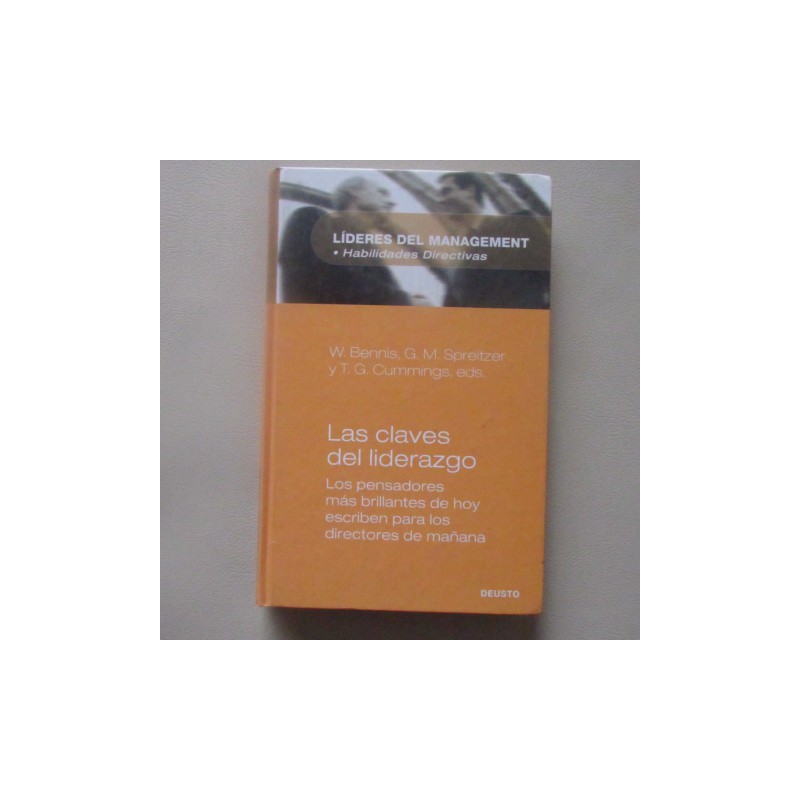 LÍDERES DEL MANAGEMENT
• Habilidades Directivas
W. Bennis, G. M. Spreitzer
y T. G. Cummings, eds.
Las claves
del liderazgo
Los pensadores
más brillantes de hoy
escriben para los
directores de mañana
DEUSTO